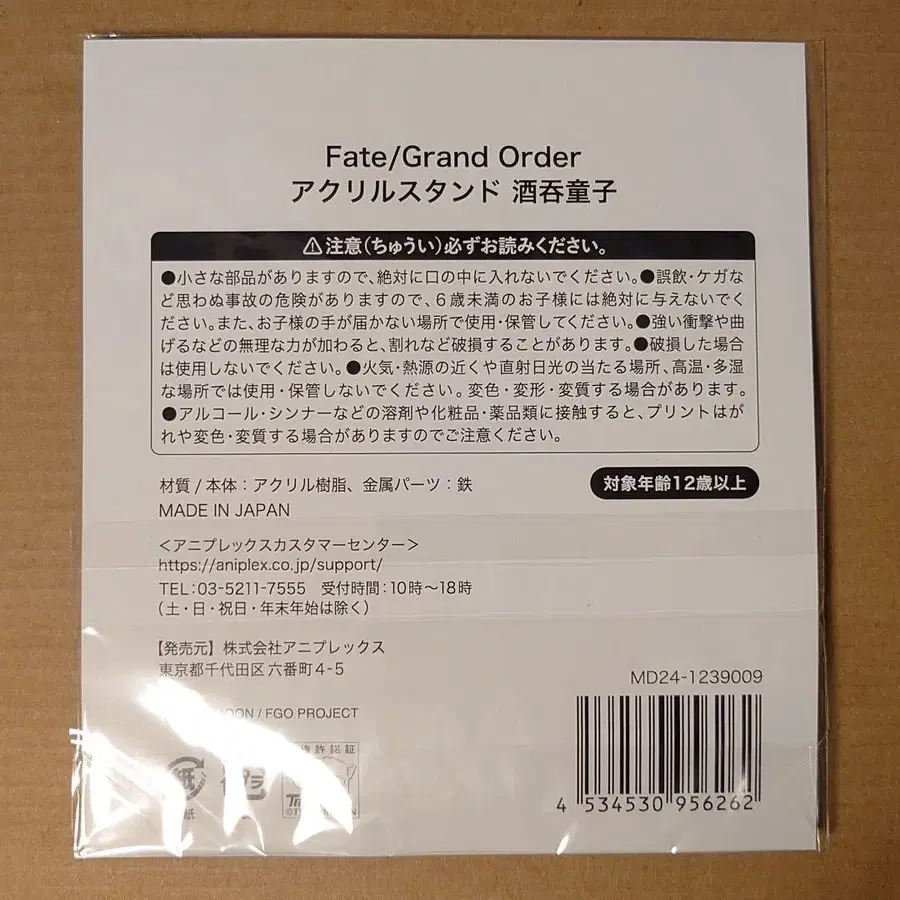 Fate/Grand Order
アクリルスタンド 酒呑童子
⚠注意(ちゅうい)必ずお読みください。
●小さな部品がありますので、絶対に口の中に入れないでください。●誤飲・ケガな
ど思わぬ事故の危険がありますので、6歳未満のお子様には絶対に与えないでく
ださい。また、お子様の手が届かない場所で使用・保管してください。●強い衝撃や曲
げるなどの無理な力が加わると、割れなど破損することがあります。●破損した場合
は使用しないでください。●火気・熱源の近くや直射日光の当たる場所、高温・多湿
な場所では使用・保管しないでください。変色・変形・変質する場合があります。
●アルコール・シンナーなどの溶剤や化粧品・薬品類に接触すると、プリントはが
れや変色・変質する場合がありますのでご注意ください。
材質/本体:アクリル樹脂、金属パーツ:鉄
対象年齢12歳以上
MADE IN JAPAN
<アニプレックスカスタマーセンター>
https://aniplex.co.jp/support/
TEL:03-5211-7555 受付時間:10時〜18時
(土・日・祝日・年末年始は除く)
【発売元】株式会社アニプレックス
東京都千代田区六番町4-5
MD24-1239009
/ FGO PROJECT
許諾証
紙
プラ
紙
4 534530 956262